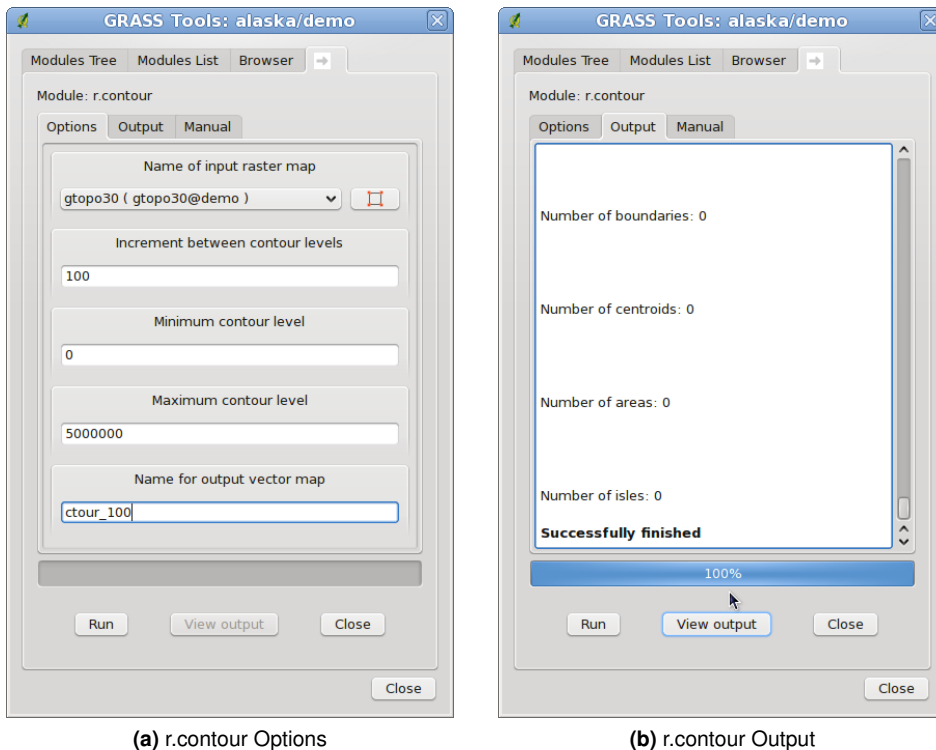 GRASS Tools: alaska/demo
Modules Tree Modules List Browser
Module: r.contour
Options Output Manual
Name of input raster map
gtopo30 ( gtopo30@demo )
Increment between contour levels
100
Minimum contour level
0
Maximum contour level
5000000
Name for output vector map
ctour_100
Run View output Close
Close
(a) r.contour Options
GRASS Tools: alaska/demo
Modules Tree Modules List Browser
Module: r.contour
Options Output Manual
Number of boundaries: 0
Number of centroids: 0
Number of areas: 0
Number of isles: 0
Successfully finished
100%
Run View output Close
Close
(b) r.contour Output